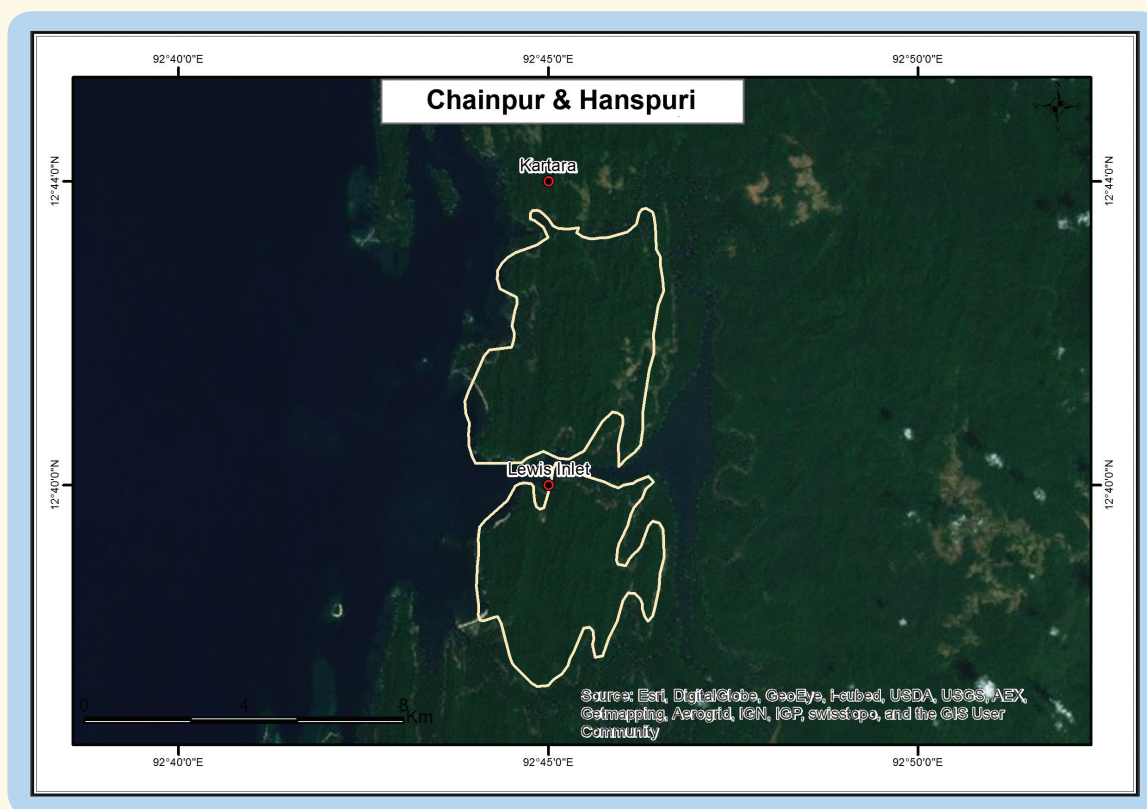 92°40'0"E 92°45'0"E 92°50'0"E
Chainpur & Hanspuri
W E
Kartara
12°44'0"N 12°44'0"N
Lewis Inlet
12°40'0"N 12°40'0"N
Source: Esri, DigitalGlobe, GeoEye, i-cubed, USDA, USGS, AEX,
Getmapping, Aerogrid, IGN, IGP, swisstopo, and the GIS User
Community
0 4 8
Km
92°40'0"E 92°45'0"E 92°50'0"E